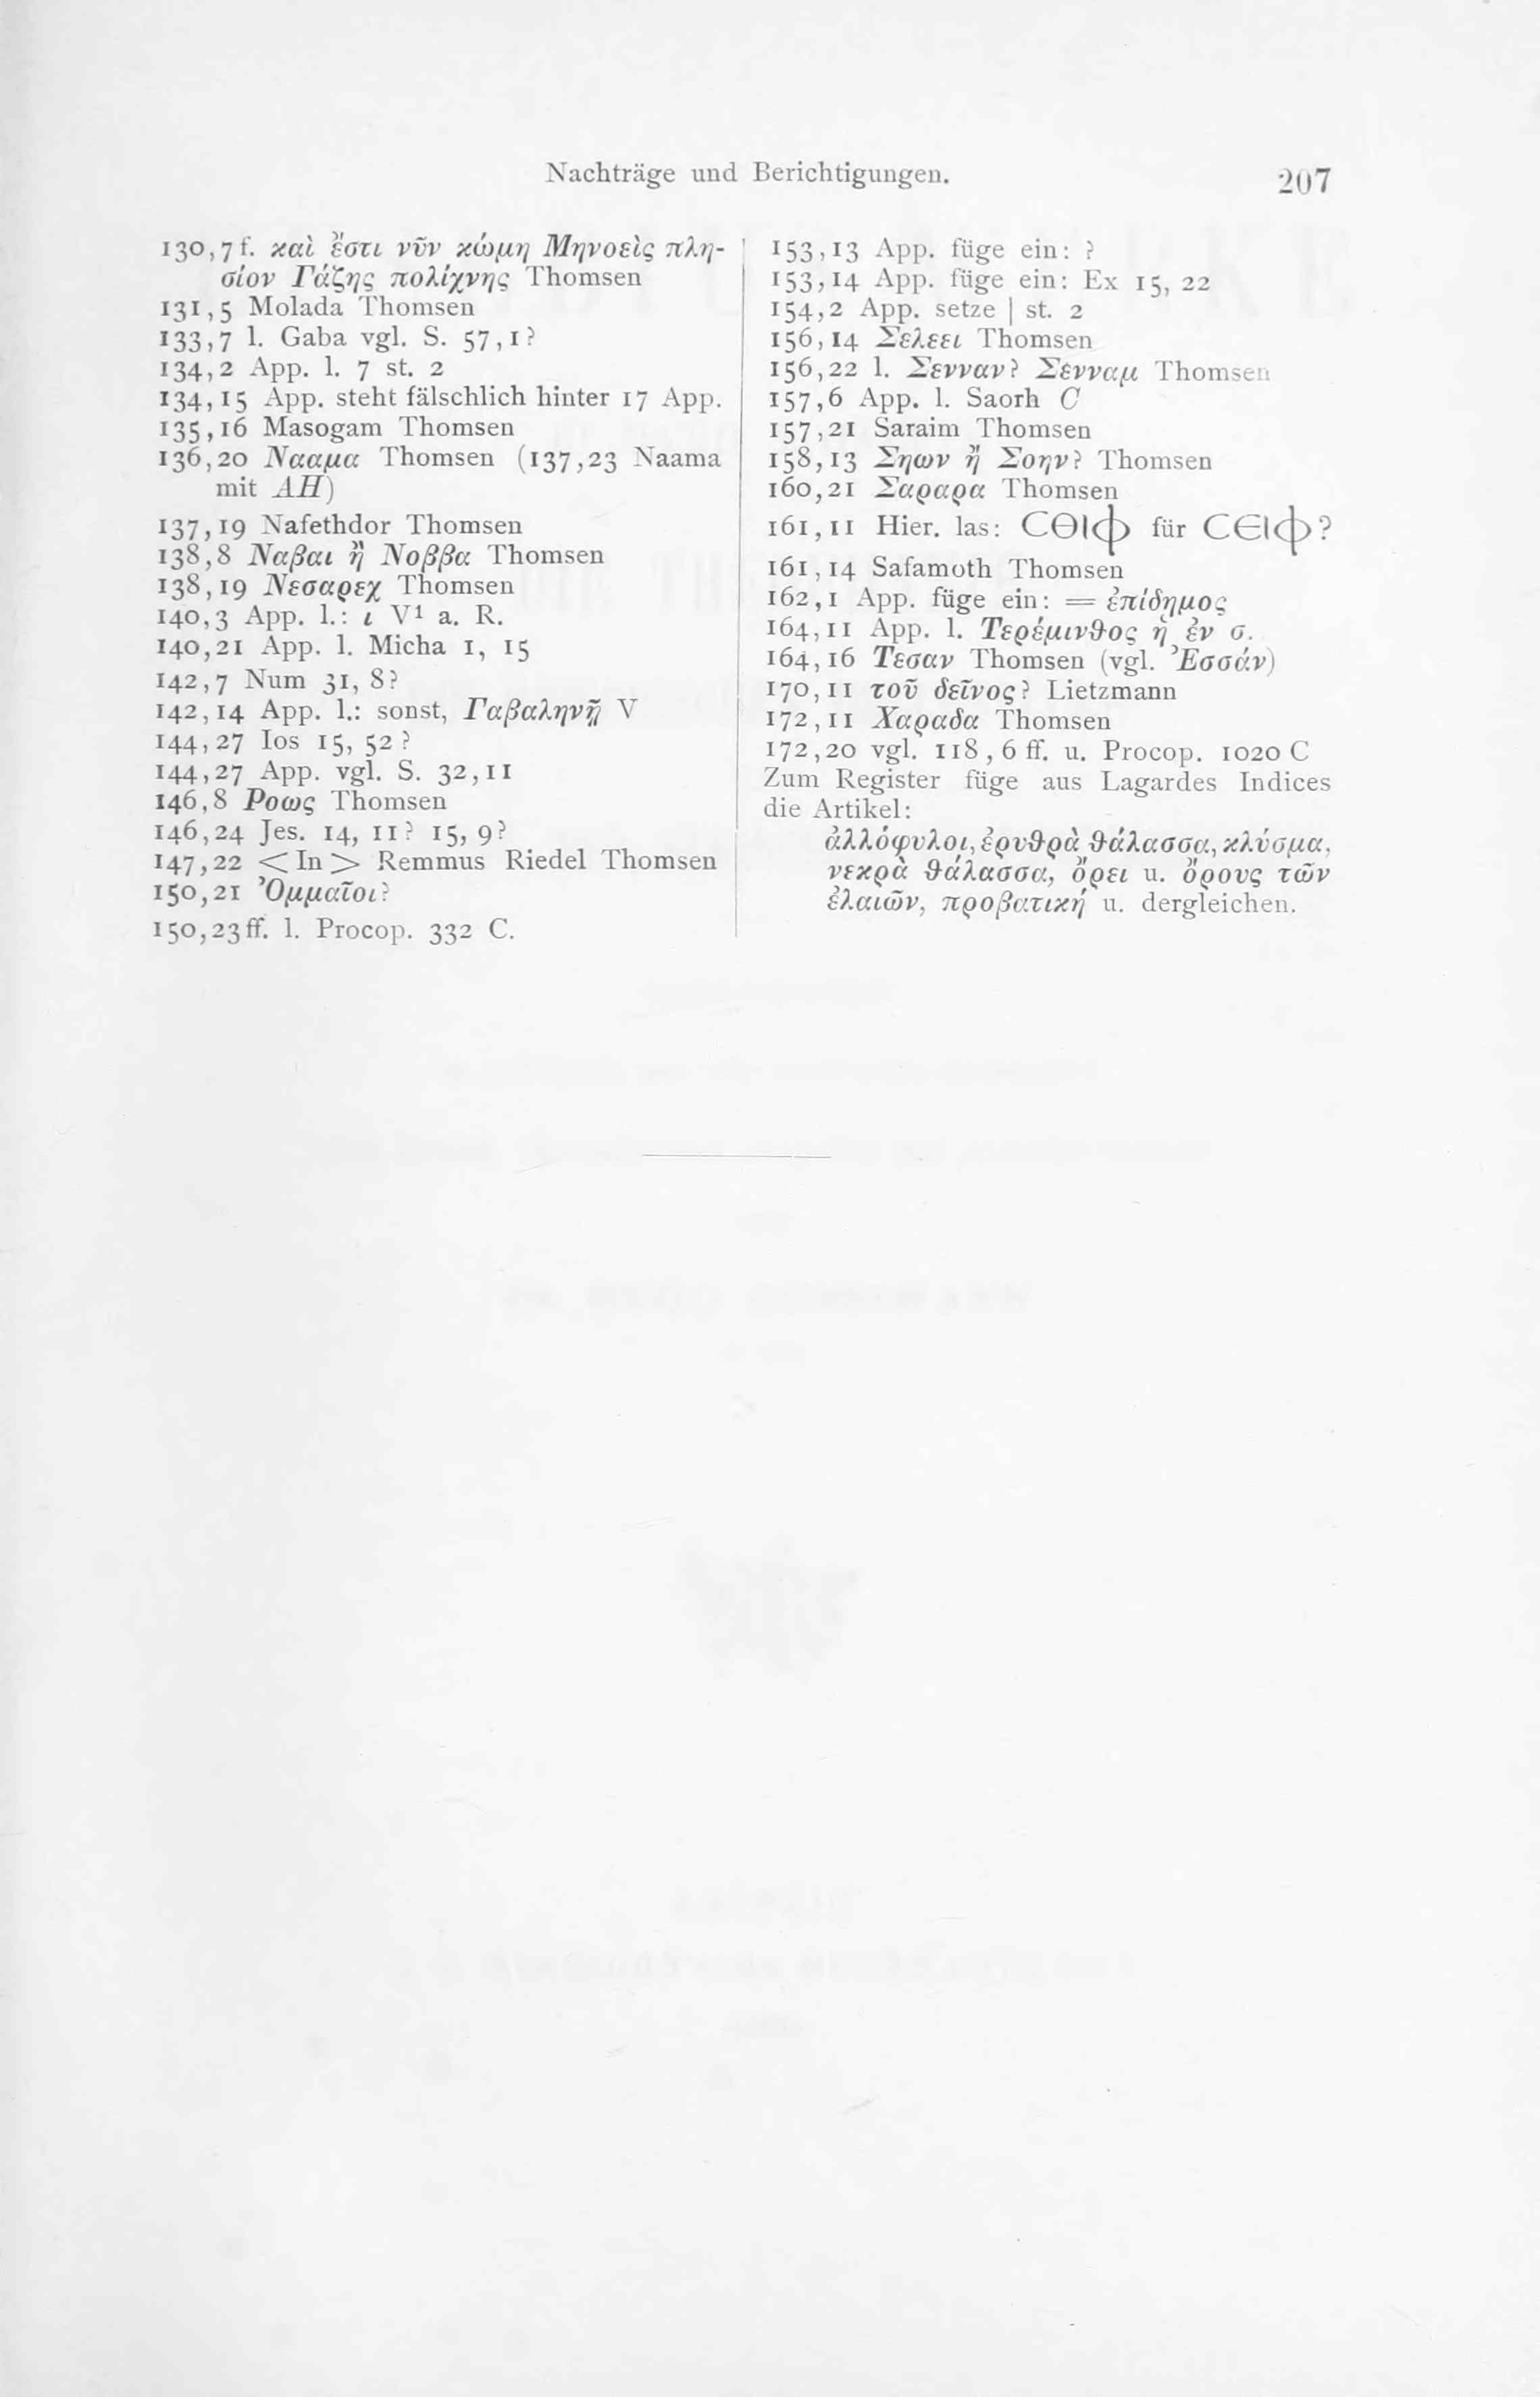 Nachträge und Berichtigungen.
207
130,7 f. καὶ ἔστι νῦν κώμη Μηνοεὶς πλη-
σίον Γάζης πολίχνης Thomsen
131,5 Molada Thomsen
133,7 l. Gaba vgl. S. 57,1?
134,2 App. l. 7 st. 2
134,15 App. steht fälschlich hinter 17 App.
135,16 Masogam Thomsen
136,20 Νααμα Thomsen (137,23 Naama
mit AH)
137,19 Nafethdor Thomsen
138,8 Ναβαι ἢ Νοββα Thomsen
138,19 Νεσαρεχ Thomsen
140,3 App. l.: ι V¹ a. R.
140,21 App. l. Micha 1, 15
142,7 Num 31, 8?
142,14 App. l.: sonst, Γαβαληνῇ V
144,27 Ios 15, 52?
144,27 App. vgl. S. 32,11
146,8 Ροως Thomsen
146,24 Jes. 14, 11? 15, 9?
147,22 <In> Remmus Riedel Thomsen
150,21 Ὀμμαῖοι?
150,23ff. l. Procop. 332 C.
153,13 App. füge ein: ?
153,14 App. füge ein: Ex 15, 22
154,2 App. setze | st. 2
156,14 Σελεει Thomsen
156,22 l. Σενναν? Σενναμ Thomsen
157,6 App. l. Saorh C
157,21 Saraim Thomsen
158,13 Σηων ἢ Σοην? Thomsen
160,21 Σαραρα Thomsen
161,11 Hier. las: CΘΙϕ für CЄΙϕ?
161,14 Safamoth Thomsen
162,1 App. füge ein: = ἐπίδημος
164,11 App. l. Τερέμινθος ἡ ἐν σ.
164,16 Τεσαν Thomsen (vgl. Ἐσσάν)
170,11 τοῦ δεῖνος? Lietzmann
172,11 Χαραδα Thomsen
172,20 vgl. 118,6 ff. u. Procop. 1020 C
Zum Register füge aus Lagardes Indices
die Artikel:
ἀλλόφυλοι, ἐρυθρὰ θάλασσα, κλύσμα,
νεκρὰ θάλασσα, ὄρει u. ὄρους τῶν
ἐλαιῶν, προβατική u. dergleichen.